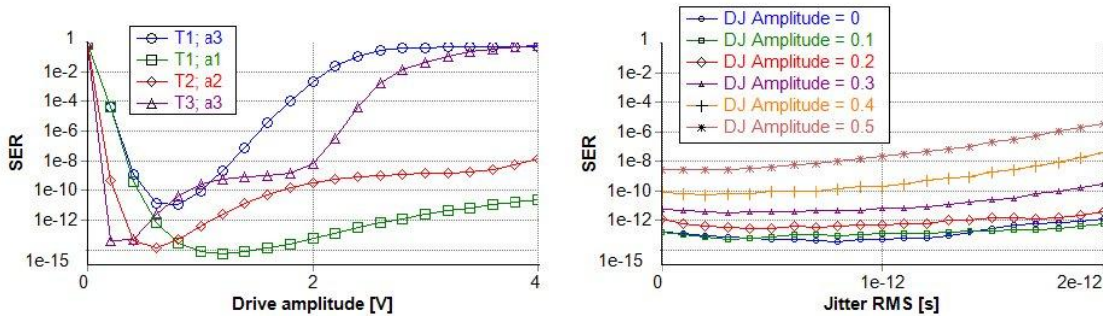 1
1e-2
1e-4
1e-6
1e-8
1e-10
1e-12
1e-15
SER
0
2
4
Drive amplitude [V]
T1; a3
T1; a1
T2; a2
T3; a3
1
1e-2
1e-4
1e-6
1e-8
1e-10
1e-12
1e-15
SER
0
1e-12
2e-12
Jitter RMS [s]
DJ Amplitude = 0
DJ Amplitude = 0.1
DJ Amplitude = 0.2
DJ Amplitude = 0.3
DJ Amplitude = 0.4
DJ Amplitude = 0.5